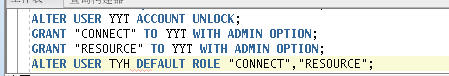 ALTER USER YYT ACCOUNT UNLOCK;
GRANT "CONNECT" TO YYT WITH ADMIN OPTION;
GRANT "RESOURCE" TO YYT WITH ADMIN OPTION;
ALTER USER TYH DEFAULT ROLE "CONNECT","RESOURCE";